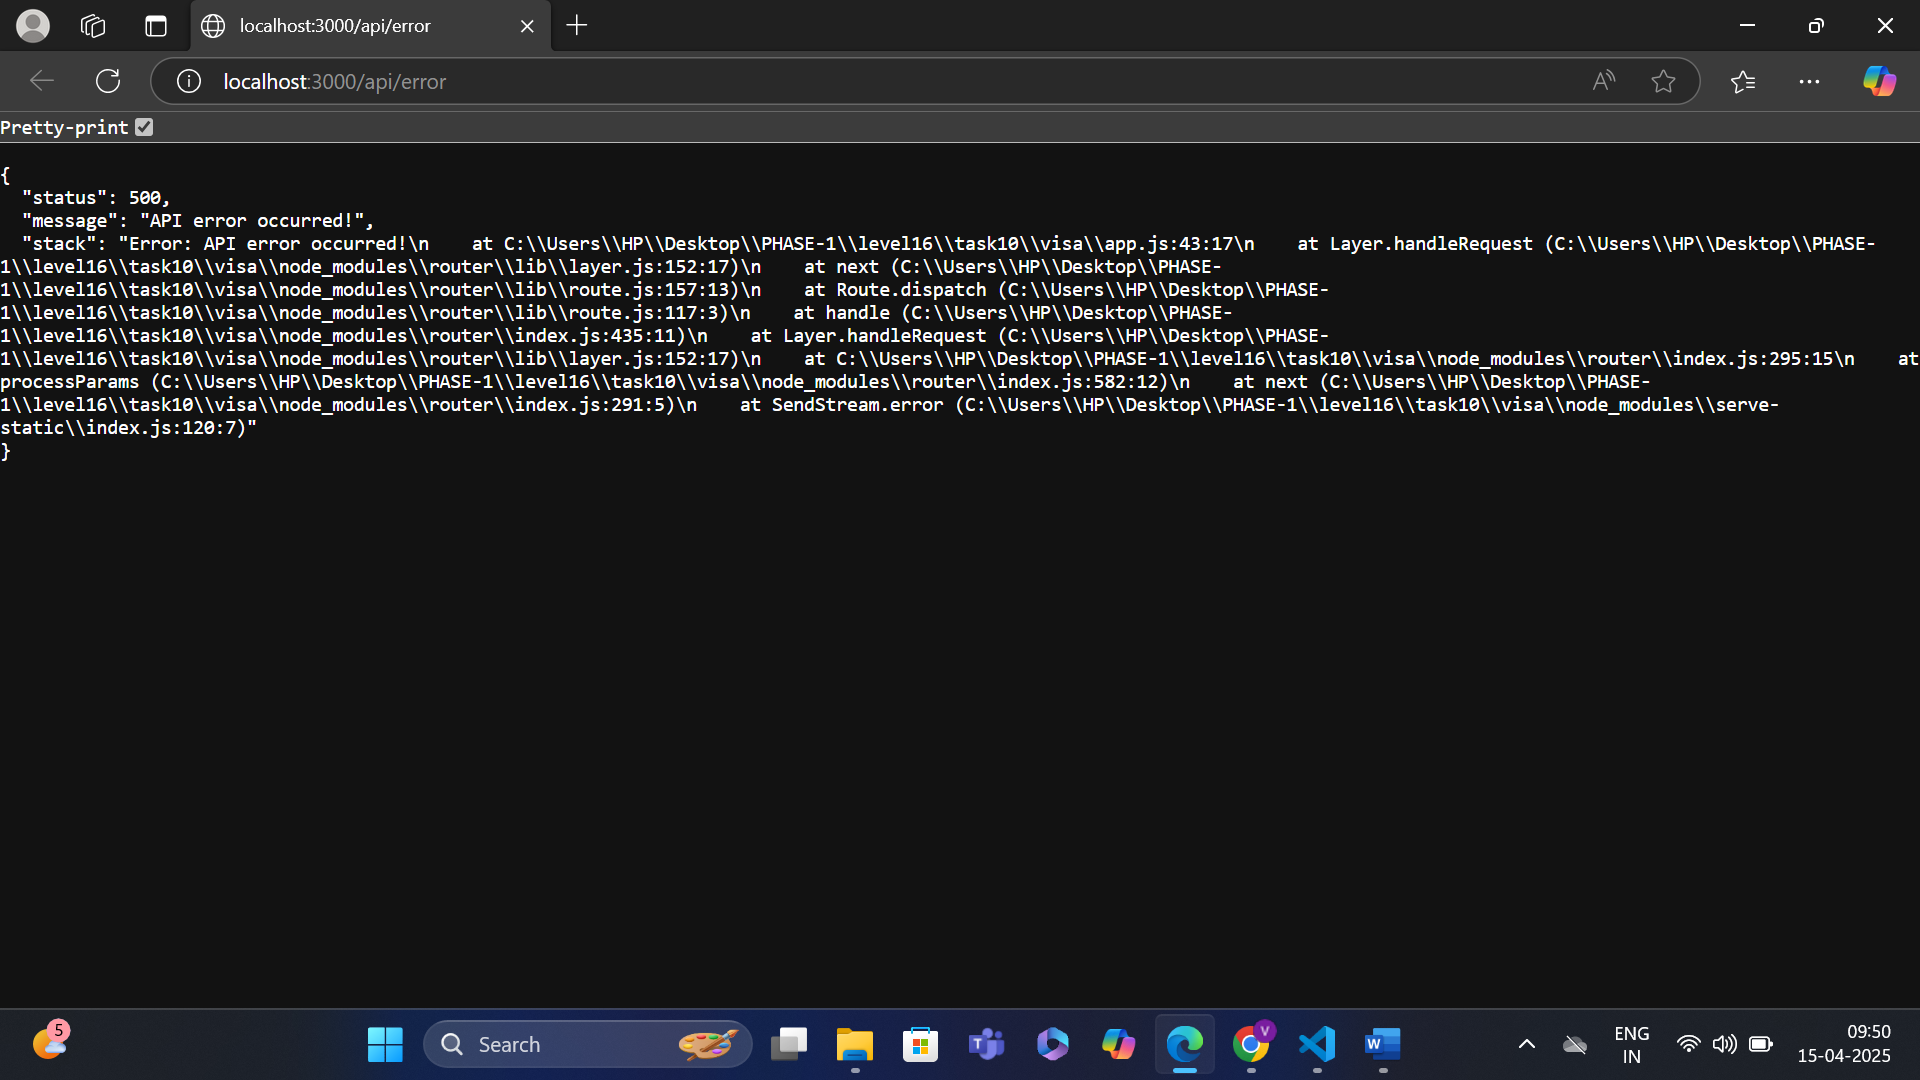 localhost:3000/api/error
localhost:3000/api/error
Pretty-print
{
  "status": 500,
  "message": "API error occurred!",
  "stack": "Error: API error occurred!\n    at C:\\Users\\HP\\Desktop\\PHASE-1\\level16\\task10\\visa\\app.js:43:17\n    at Layer.handleRequest (C:\\Users\\HP\\Desktop\\PHASE-
1\\level16\\task10\\visa\\node_modules\\router\\lib\\layer.js:152:17)\n    at next (C:\\Users\\HP\\Desktop\\PHASE-
1\\level16\\task10\\visa\\node_modules\\router\\lib\\route.js:157:13)\n    at Route.dispatch (C:\\Users\\HP\\Desktop\\PHASE-
1\\level16\\task10\\visa\\node_modules\\router\\lib\\route.js:117:3)\n    at handle (C:\\Users\\HP\\Desktop\\PHASE-
1\\level16\\task10\\visa\\node_modules\\router\\index.js:435:11)\n    at Layer.handleRequest (C:\\Users\\HP\\Desktop\\PHASE-
1\\level16\\task10\\visa\\node_modules\\router\\lib\\layer.js:152:17)\n    at C:\\Users\\HP\\Desktop\\PHASE-1\\level16\\task10\\visa\\node_modules\\router\\index.js:295:15\n    at
processParams (C:\\Users\\HP\\Desktop\\PHASE-1\\level16\\task10\\visa\\node_modules\\router\\index.js:582:12)\n    at next (C:\\Users\\HP\\Desktop\\PHASE-
1\\level16\\task10\\visa\\node_modules\\router\\index.js:291:5)\n    at SendStream.error (C:\\Users\\HP\\Desktop\\PHASE-1\\level16\\task10\\visa\\node_modules\\serve-
static\\index.js:120:7)"
}
5
Search
T
V
W
ENG
IN
09:50
15-04-2025